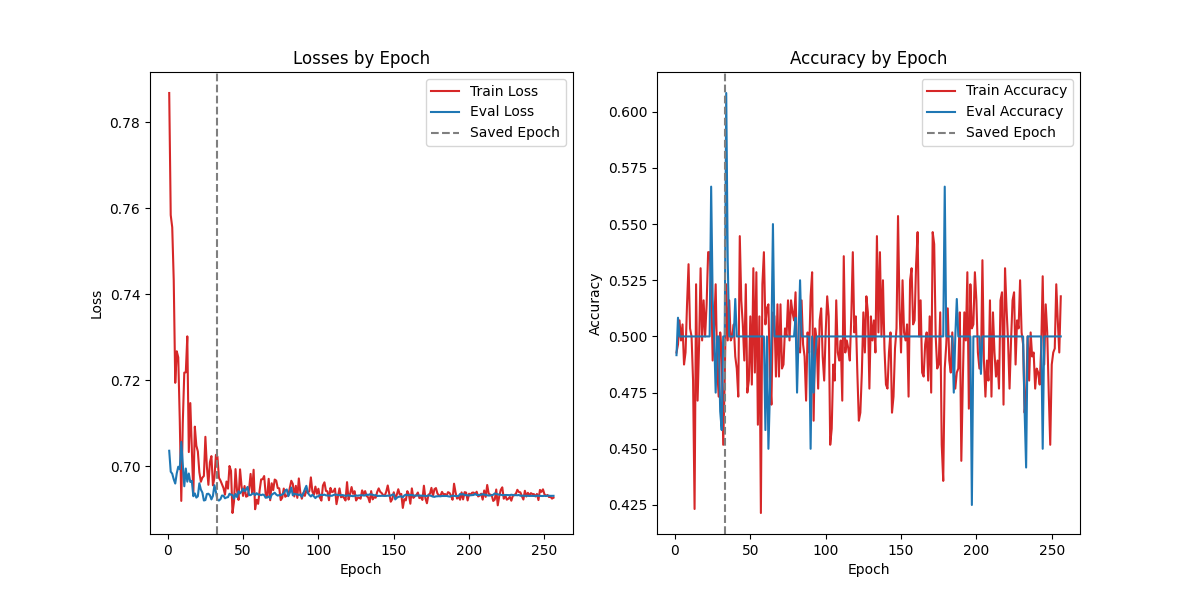 Losses by Epoch
Train Loss
Eval Loss
Saved Epoch
0.78
0.76
0.74
0.72
0.70
Loss
0
50
100
150
200
250
Epoch
Accuracy by Epoch
Train Accuracy
Eval Accuracy
Saved Epoch
0.600
0.575
0.550
0.525
0.500
0.475
0.450
0.425
Accuracy
0
50
100
150
200
250
Epoch